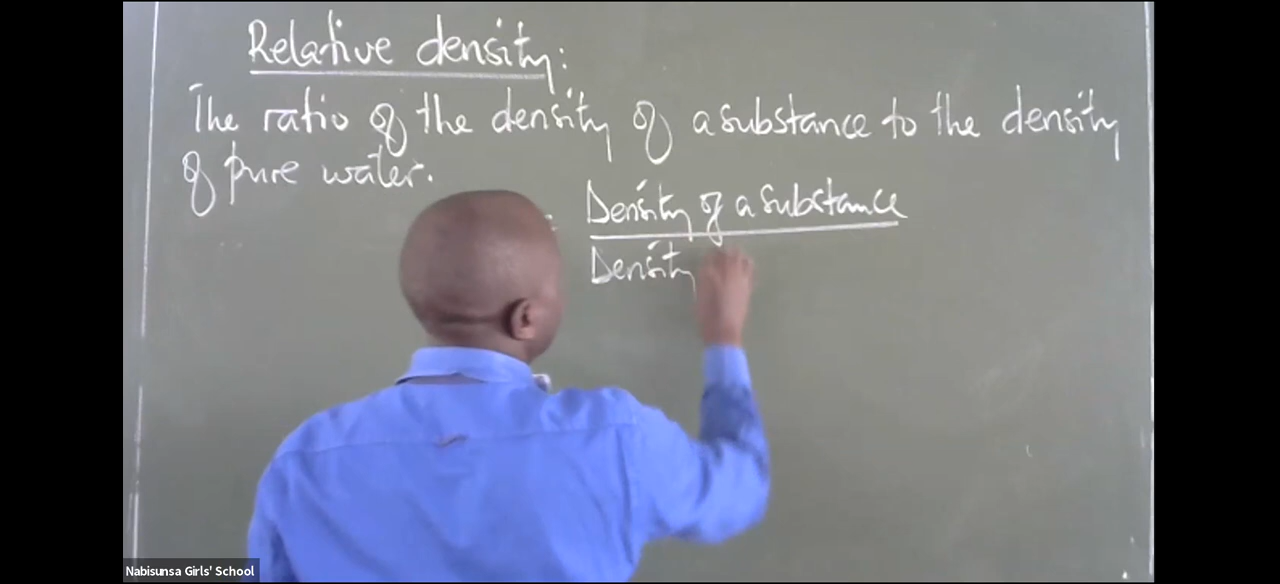 Relative density:
The ratio of the density of a substance to the density
of pure water.
Density of a substance
Density
Nabisunsa Girls' School